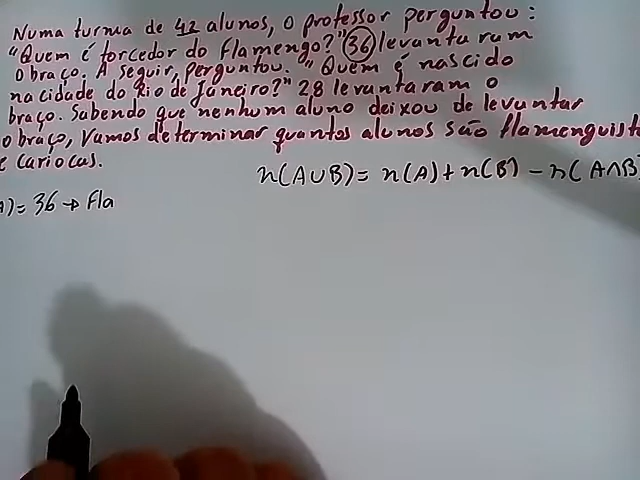 Numa turma de 42 alunos, o professor perguntou:
"Quem é torcedor do Flamengo?" 36 levantaram
o braço. A seguir, perguntou: "Quem é nascido
na cidade do Rio de Janeiro?" 28 levantaram o
braço. Sabendo que nenhum aluno deixou de levantar
o braço, vamos determinar quantos alunos são flamenguist
e cariocas.
n(A∪B) = n(A) + n(B) - n(A∩B)
A) = 36 → Fla